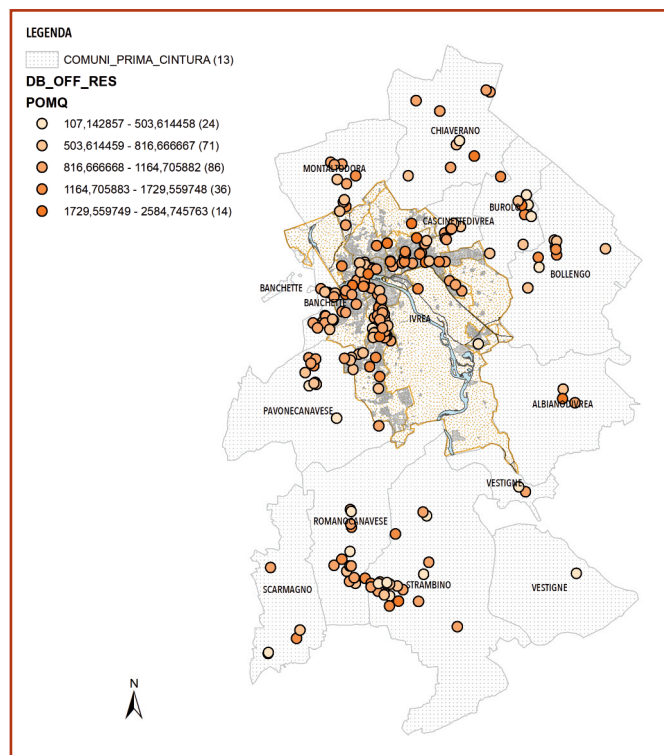 LEGENDA
COMUNI_PRIMA_CINTURA (13)
DB_OFF_RES
POMQ
107,142857 - 503,614458 (24)
503,614459 - 816,666667 (71)
816,666668 - 1164,705882 (86)
1164,705883 - 1729,559748 (36)
1729,559749 - 2584,745763 (14)
CHIAVERANO
MONTALTODORA
BUROLO
CASCINETTEDIVREA
BOLLENGO
BANCHETTE
BANCHETTE
IVREA
ALBIANODIVREA
PAVONECANAVESE
VESTIGNE
ROMANOCANAVESE
STRAMBINO
SCARMAGNO
VESTIGNE
N